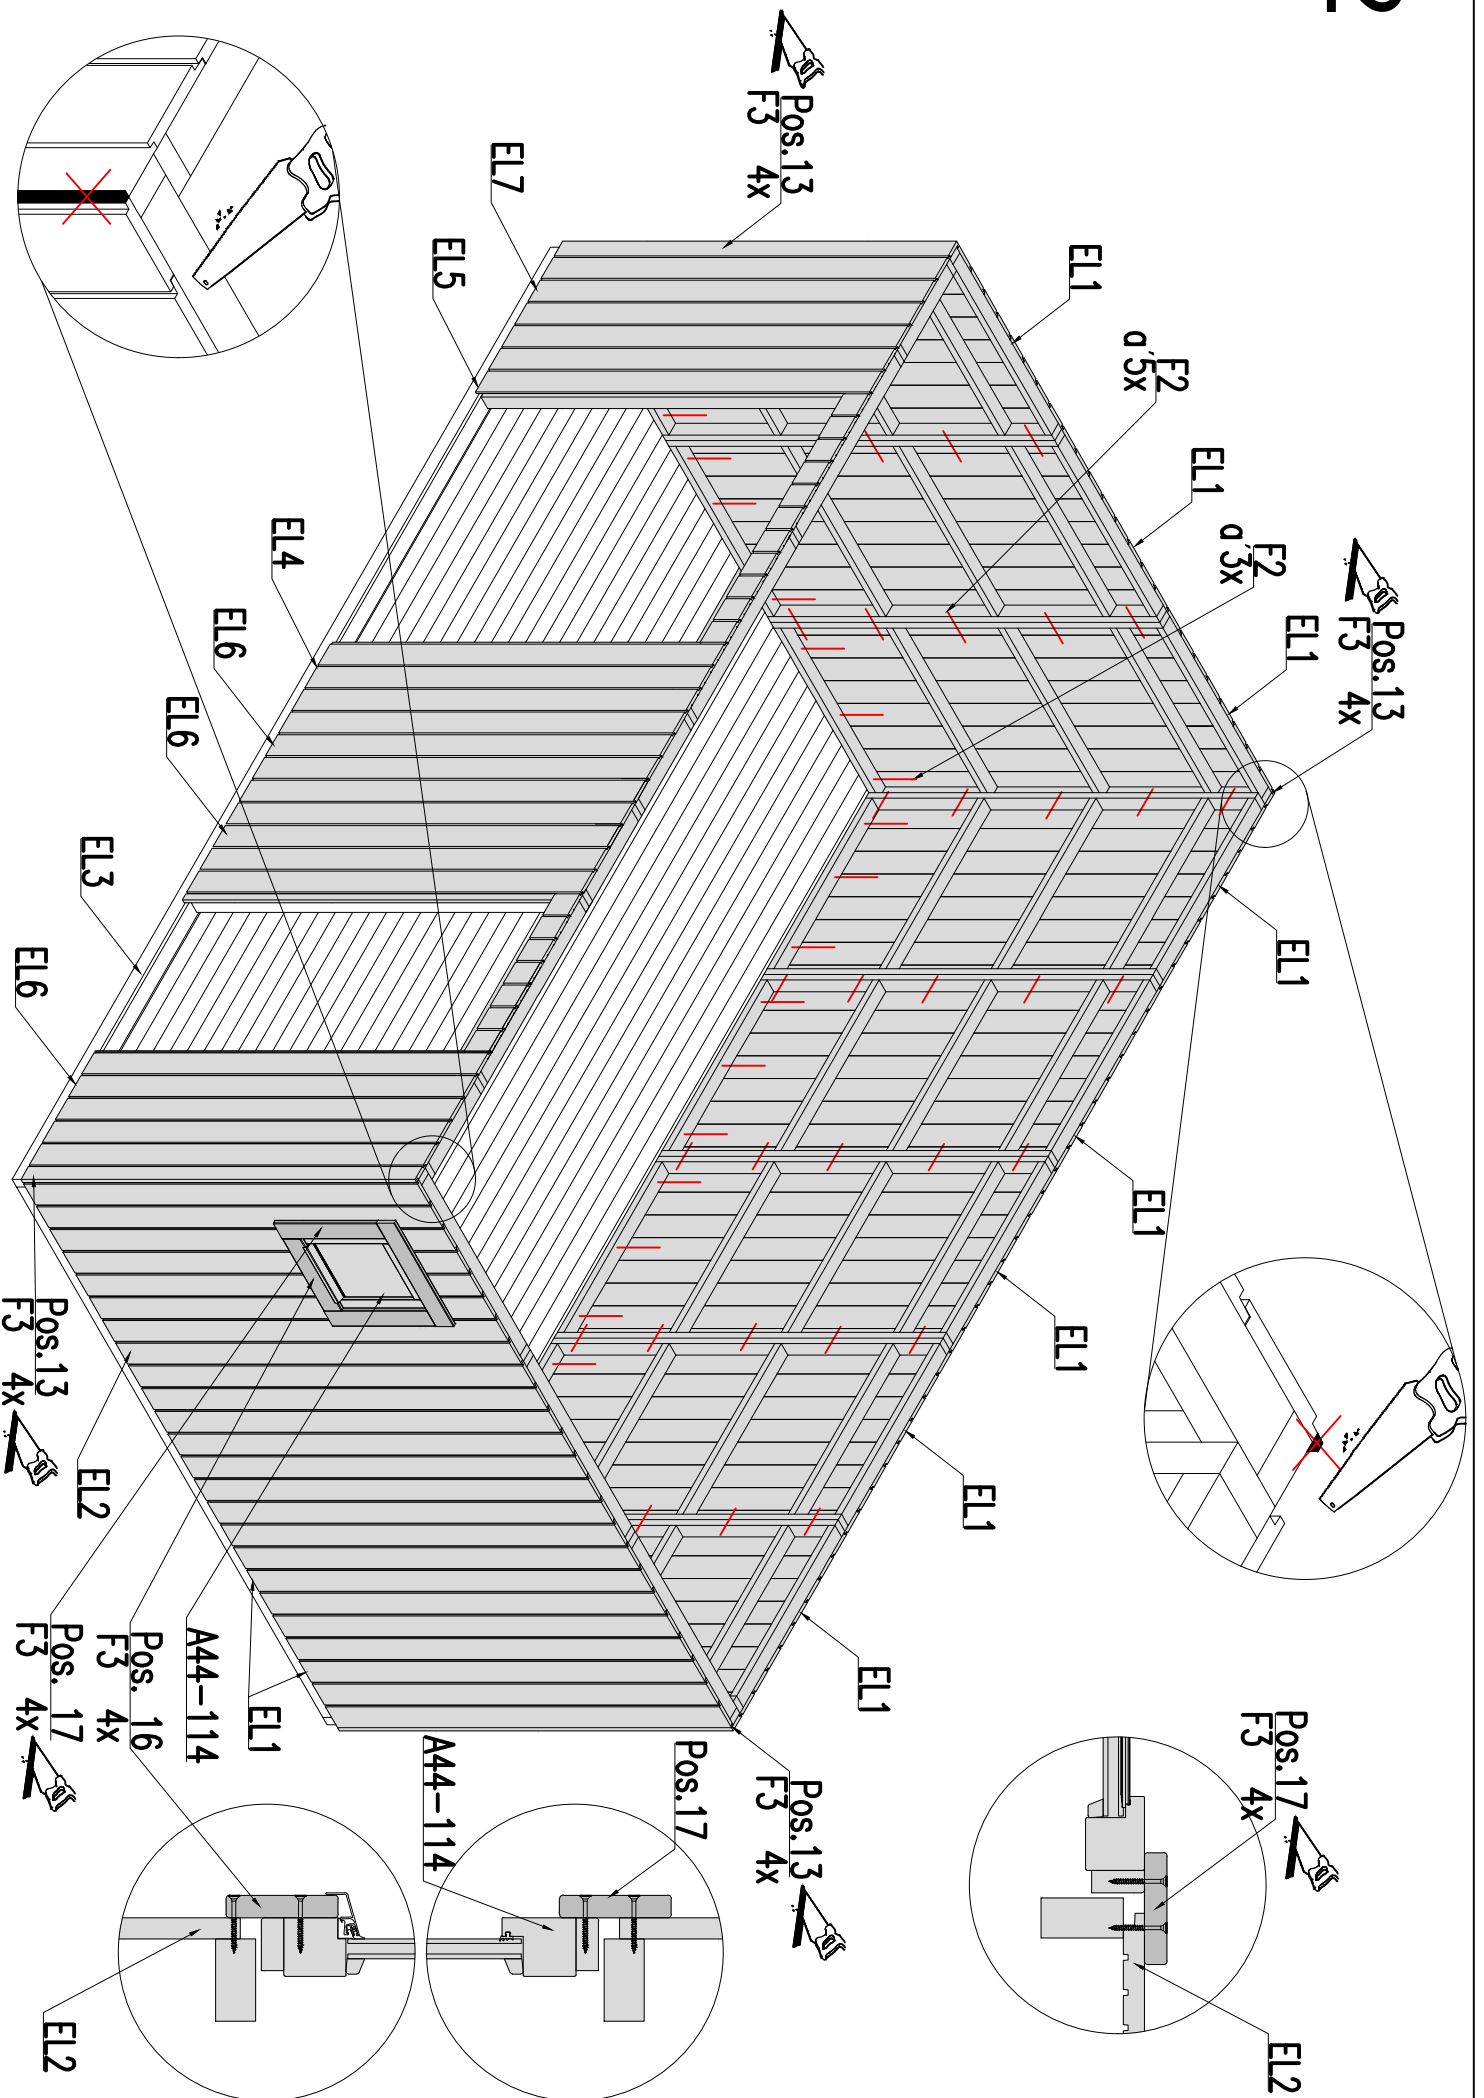 Pos.13
F3 4x
EL1
EL1
Pos.17
F3 4x
EL2
F2
a'3x
EL1
F2
a'5x
EL1
EL1
EL1
EL1
EL1
Pos.13
F3 4x
Pos.13
F3 4x
Pos.17
EL7
EL5
A44-114
EL4
EL1
EL6
A44-114
EL6
Pos. 16
F3 4x
EL3
EL2
Pos. 17
F3 4x
EL2
Pos.13
F3 4x
EL6